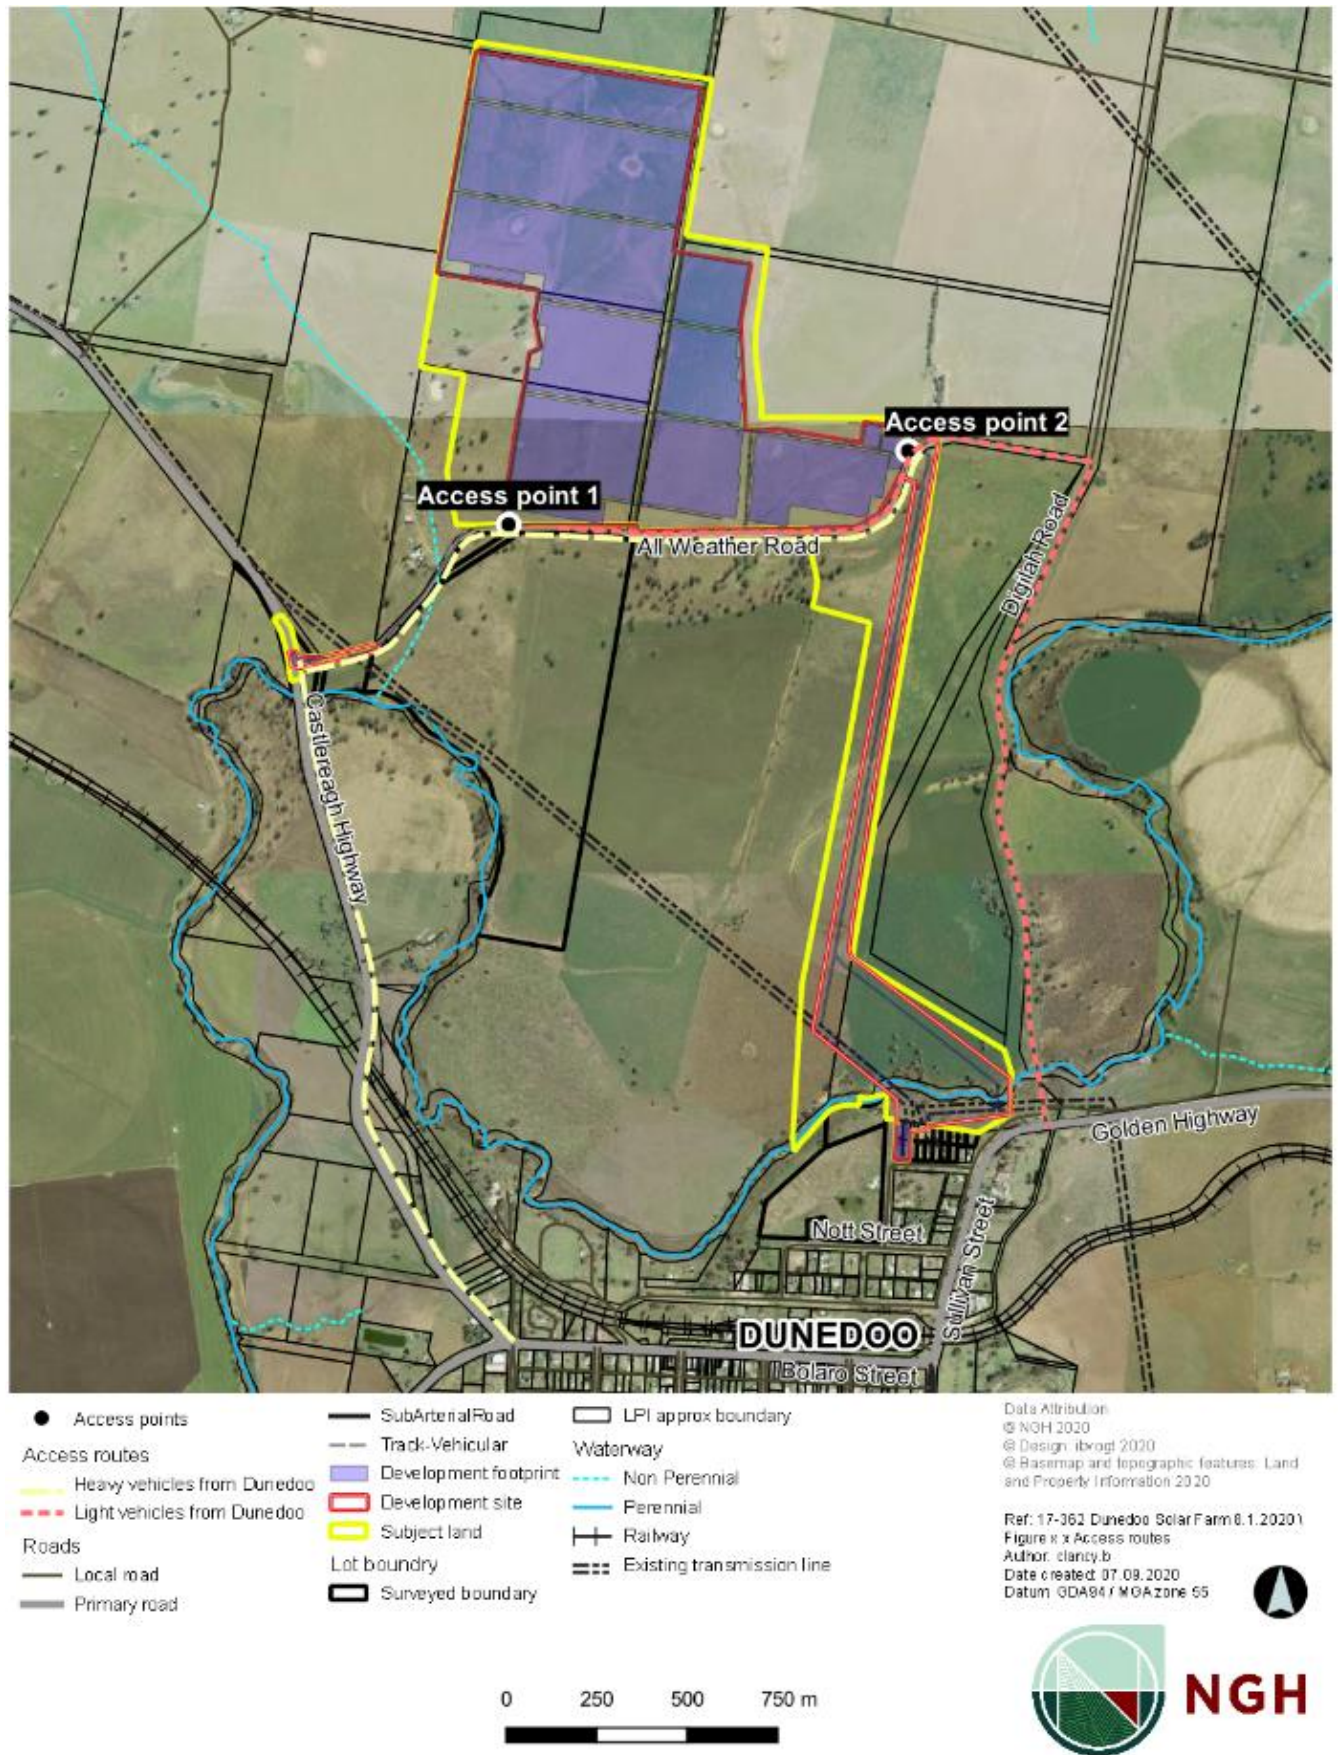 Access point 2
Access point 1
All Weather Road
Digilah Road
Castlereagh Highway
Golden Highway
Nott Street
Sullivan Street
DUNEDOO
Bolaro Street
Access points
Access routes
Heavy vehicles from Dunedoo
Light vehicles from Dunedoo
Roads
Local road
Primary road
SubArterialRoad
Track-Vehicular
Development footprint
Development site
Subject land
Lot boundry
Surveyed boundary
LPI approx boundary
Waterway
Non Perennial
Perennial
Railway
Existing transmission line
Data Attribution
© NGH 2020
© Design: ibvogt 2020
© Basemap and topographic features: Land
and Property Information 2020
Ref: 17-362 Dunedoo Solar Farm 8.1.2020 \
Figure x x Access routes
Author: clancy.b
Date created: 07.09.2020
Datum: GDA94 / MGA zone 55
0 250 500 750 m
NGH